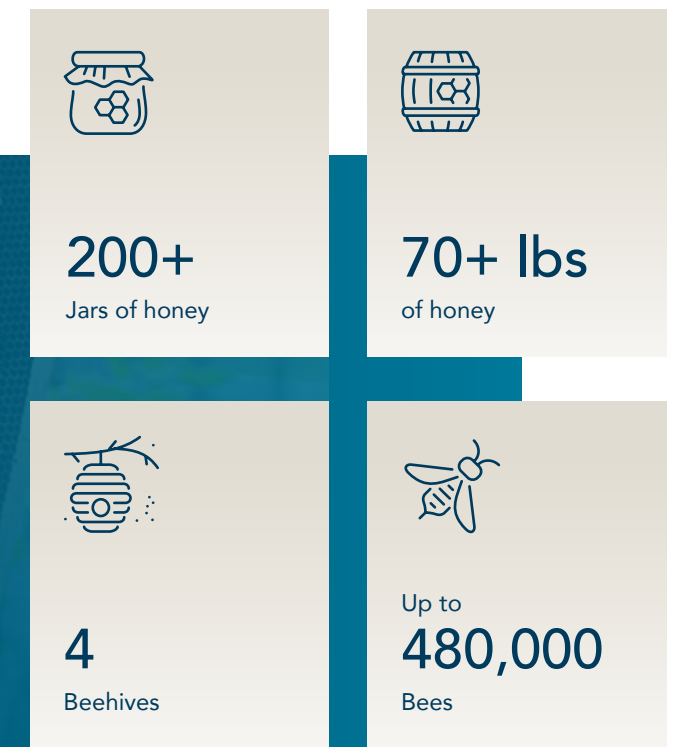 200+
Jars of honey
70+ lbs
of honey
4
Beehives
Up to
480,000
Bees